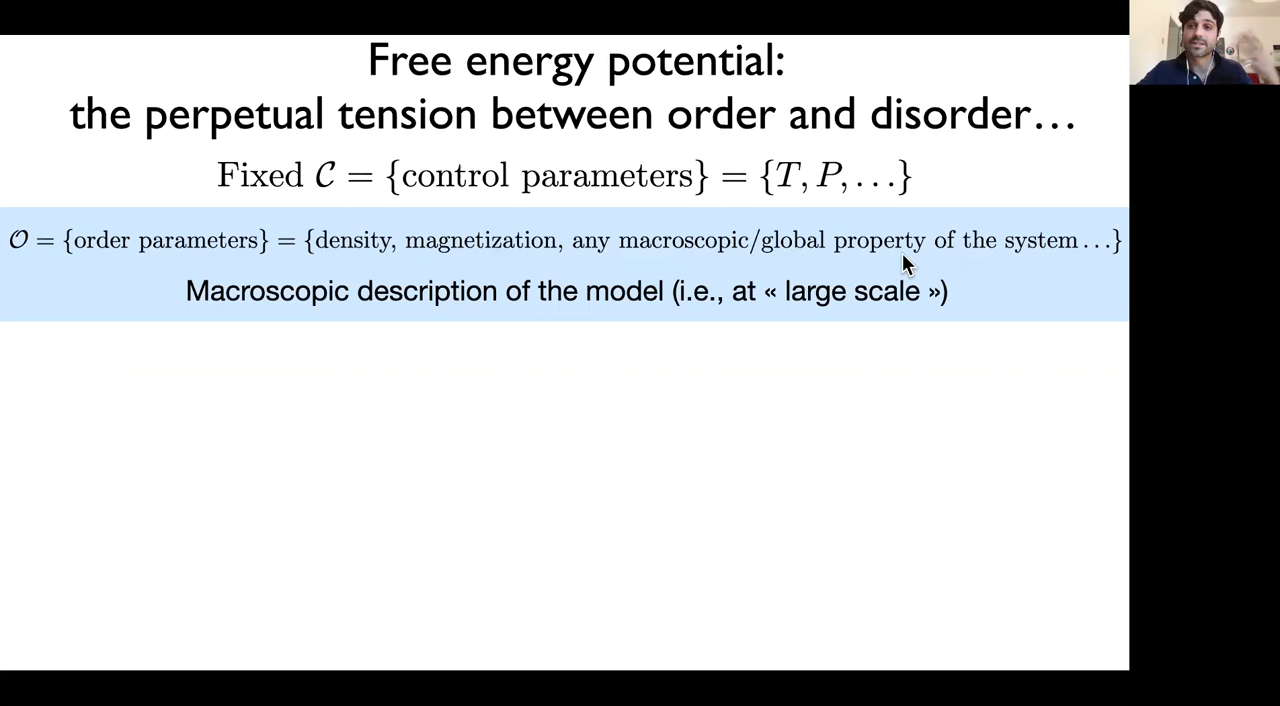 Free energy potential:
the perpetual tension between order and disorder…
Fixed 𝒞 = {control parameters} = {T, P, …}
𝒪 = {order parameters} = {density, magnetization, any macroscopic/global property of the system …}
Macroscopic description of the model (i.e., at « large scale »)